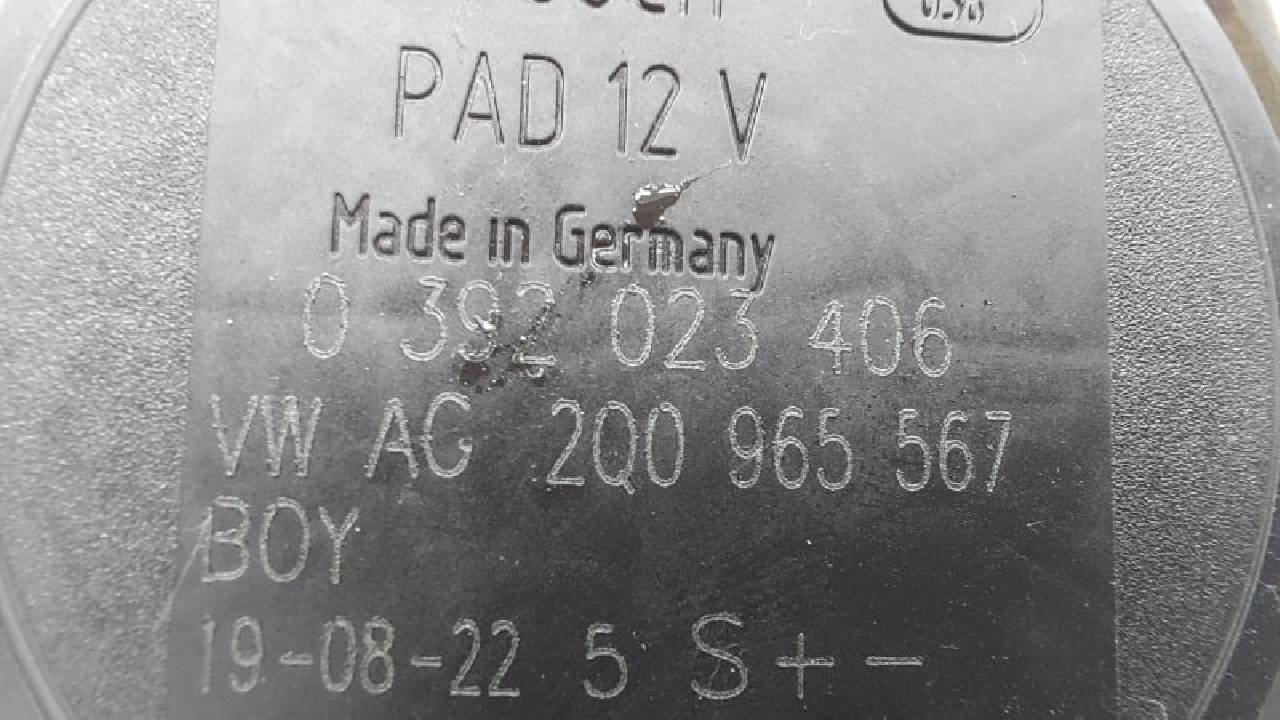 PAD 12 V
Made in Germany
0 392 023 406
VW AG 2Q0 965 567
BOY
19-08-22 5 S + -